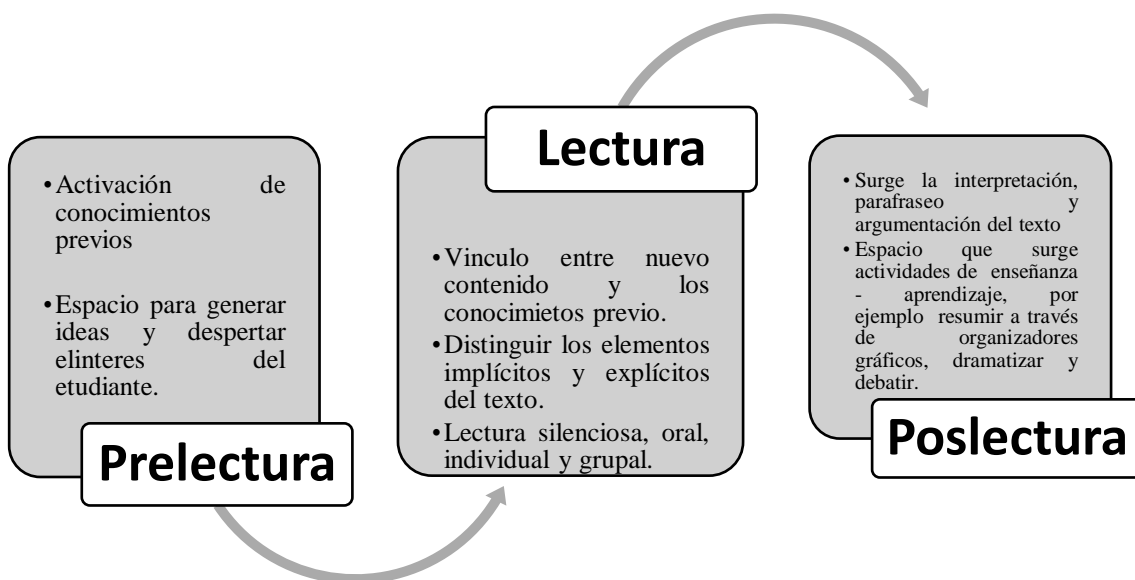 •Activación de
conocimientos
previos
•Espacio para generar
ideas y despertar
elinteres del
etudiante.
Prelectura
Lectura
•Vinculo entre nuevo
contenido y los
conocimietos previo.
•Distinguir los elementos
implícitos y explícitos
del texto.
•Lectura silenciosa, oral,
individual y grupal.
•Surge la interpretación,
parafraseo y
argumentación del texto
•Espacio que surge
actividades de enseñanza
- aprendizaje, por
ejemplo resumir a través
de organizadores
gráficos, dramatizar y
debatir.
Poslectura